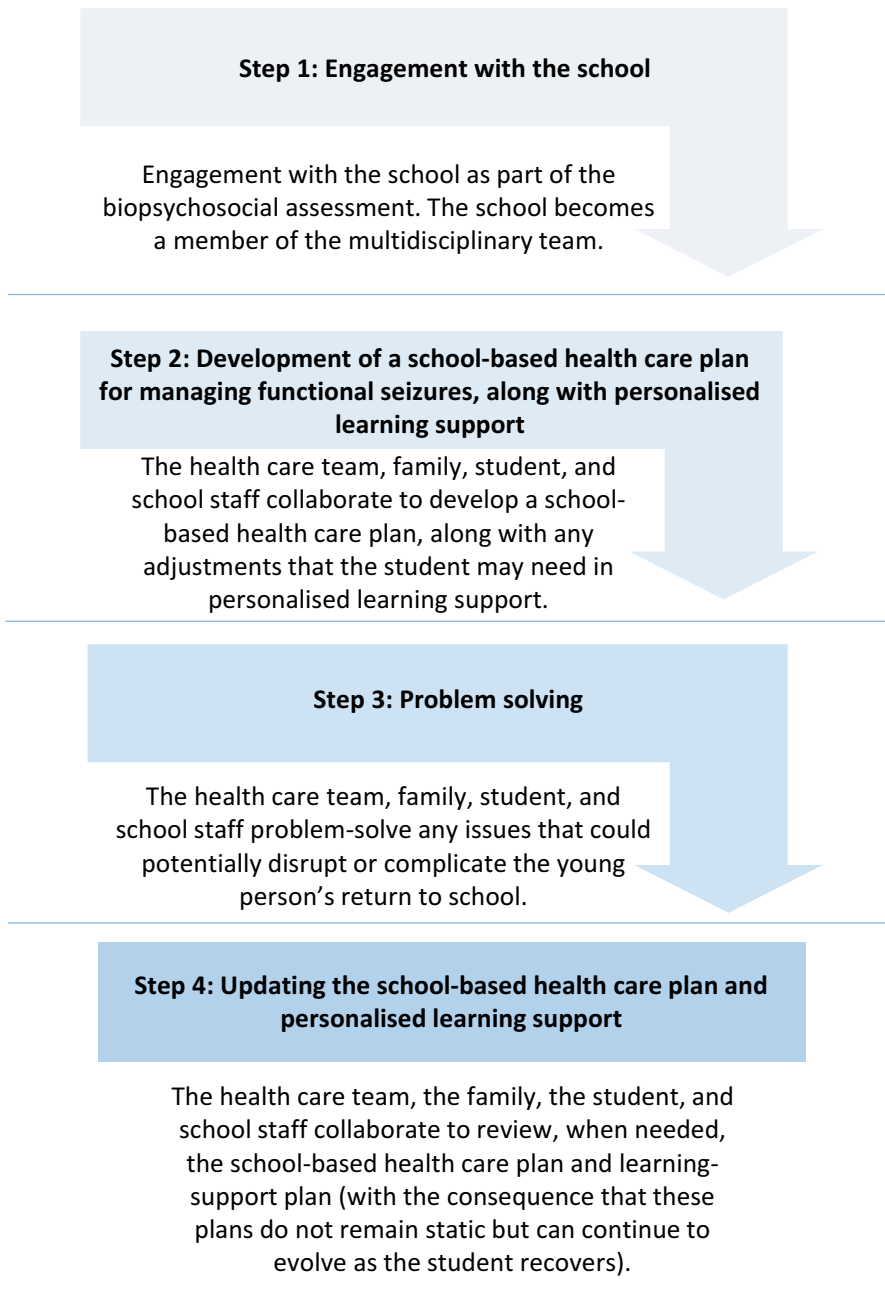 Step 1: Engagement with the school
Engagement with the school as part of the
biopsychosocial assessment. The school becomes
a member of the multidisciplinary team.
Step 2: Development of a school-based health care plan
for managing functional seizures, along with personalised
learning support
The health care team, family, student, and
school staff collaborate to develop a school-
based health care plan, along with any
adjustments that the student may need in
personalised learning support.
Step 3: Problem solving
The health care team, family, student, and
school staff problem-solve any issues that could
potentially disrupt or complicate the young
person’s return to school.
Step 4: Updating the school-based health care plan and
personalised learning support
The health care team, the family, the student, and
school staff collaborate to review, when needed,
the school-based health care plan and learning-
support plan (with the consequence that these
plans do not remain static but can continue to
evolve as the student recovers).